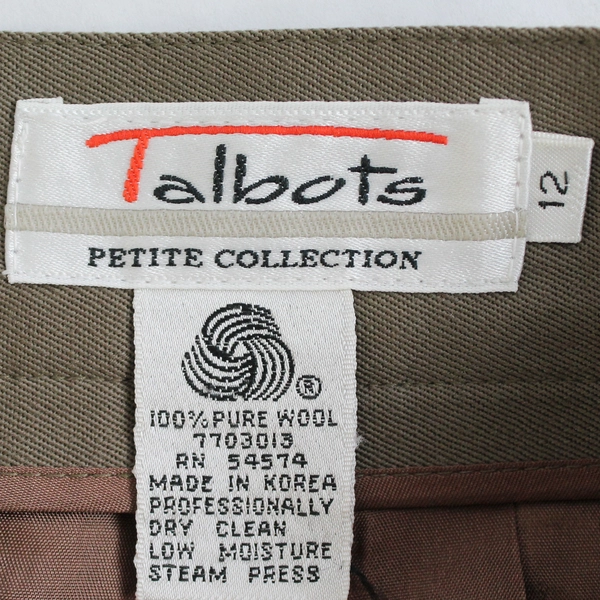 Talbots
PETITE COLLECTION
12
®
100% PURE WOOL
7703013
RN 54574
MADE IN KOREA
PROFESSIONALLY
DRY CLEAN
LOW MOISTURE
STEAM PRESS